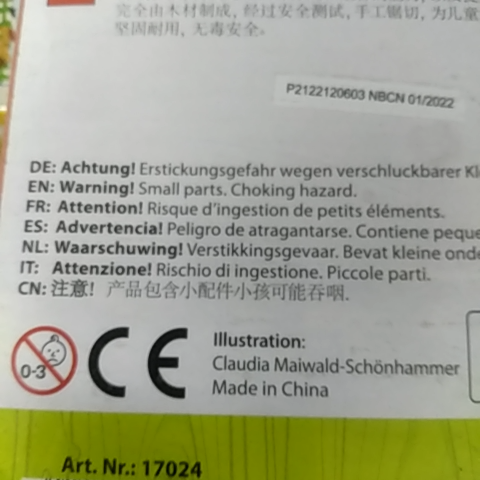 完全由木材制成, 经过安全测试, 手工锯切, 为儿童
坚固耐用, 无毒安全。
P2122120603 NBCN 01/2022
DE: Achtung! Erstickungsgefahr wegen verschluckbarer Kl
EN: Warning! Small parts. Choking hazard.
FR: Attention! Risque d'ingestion de petits éléments.
ES: Advertencia! Peligro de atragantarse. Contiene peque
NL: Waarschuwing! Verstikkingsgevaar. Bevat kleine onde
IT: Attenzione! Rischio di ingestione. Piccole parti.
CN: 注意! 产品包含小配件小孩可能吞咽.
0-3
CE
Illustration:
Claudia Maiwald-Schönhammer
Made in China
Art. Nr.: 17024